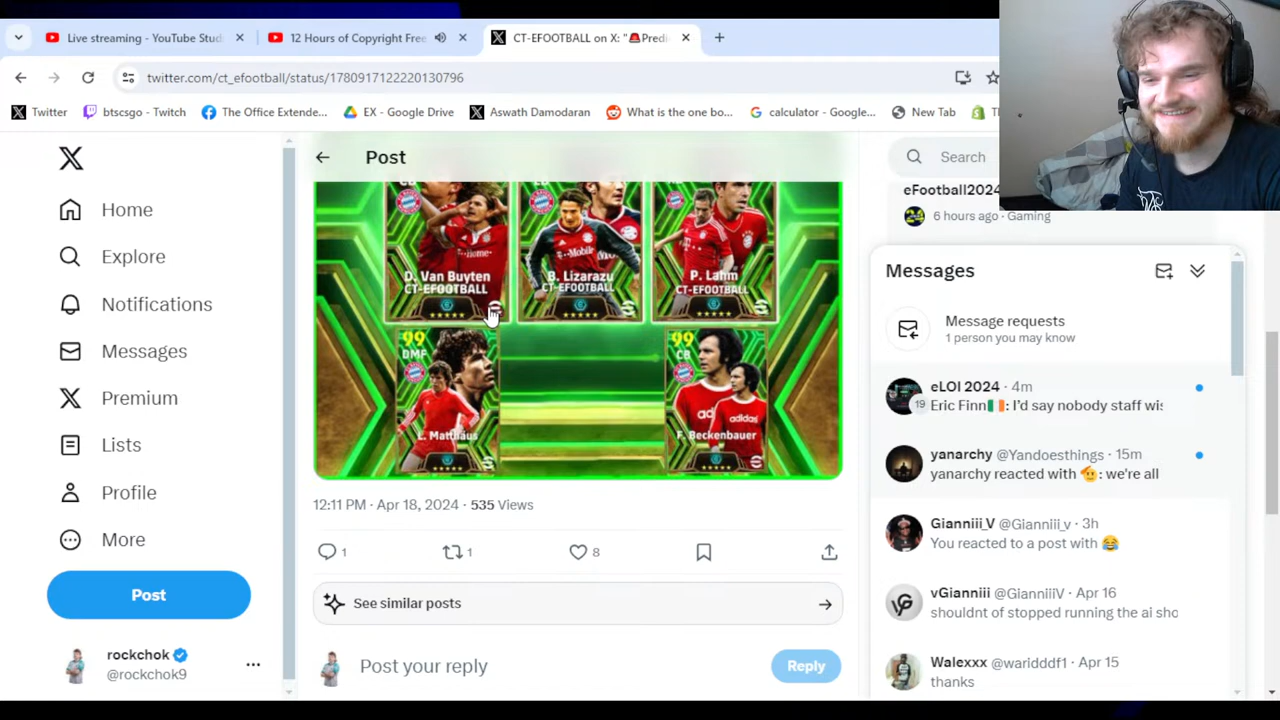 Live streaming - YouTube Stud
12 Hours of Copyright Free
CT-EFOOTBALL on X: "🚨Predi
twitter.com/ct_efootball/status/1780917122220130796
Twitter
btscsgo - Twitch
The Office Extende...
EX - Google Drive
Aswath Damodaran
What is the one bo...
calculator - Google...
New Tab
Home
Explore
Notifications
Messages
Premium
Lists
Profile
More
Post
rockchok
@rockchok9
Post
D. Van Buyten
CT-EFOOTBALL
B. Lizarazu
CT-EFOOTBALL
P. Lahm
CT-EFOOTBALL
99
DMF
L. Matthäus
99
CB
F. Beckenbauer
12:11 PM · Apr 18, 2024 · 535 Views
1
1
8
See similar posts
Post your reply
Reply
Search
eFootball2024
6 hours ago · Gaming
Messages
Message requests
1 person you may know
eLOI 2024 · 4m
19
Eric Finn🇮🇪: I'd say nobody staff wis
yanarchy @Yandoesthings · 15m
yanarchy reacted with 🫡: we're all
Gianniii_V @Gianniii_v · 3h
You reacted to a post with 😂
vGianniii @GianniiiV · Apr 16
shouldnt of stopped running the ai sho
Walexxx @waridddf1 · Apr 15
thanks